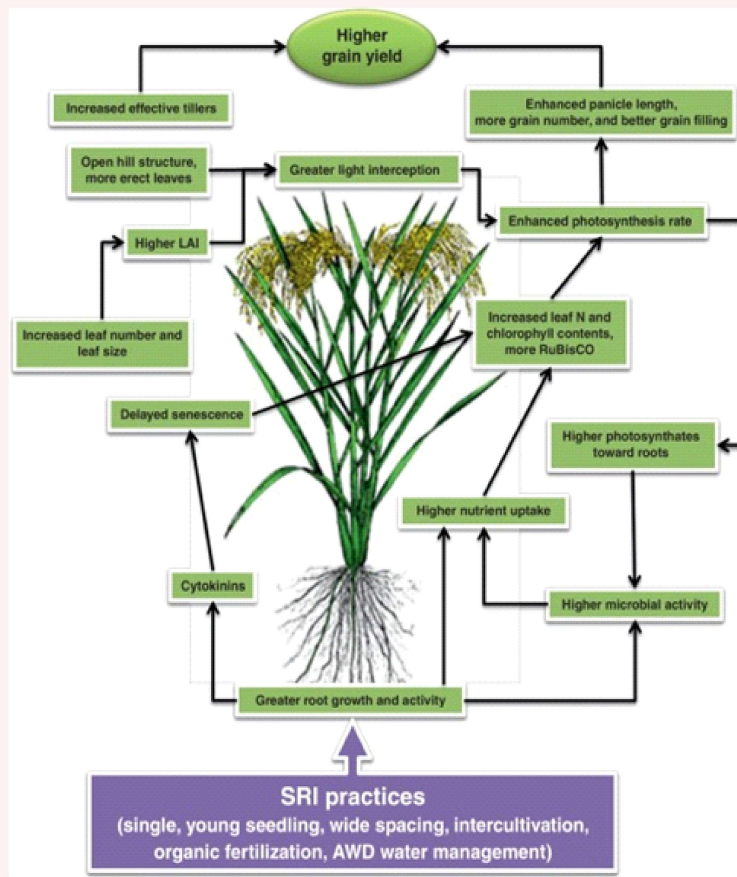 Higher
grain yield
Increased effective tillers
Enhanced panicle length,
more grain number, and better grain filling
Open hill structure,
more erect leaves
Greater light interception
Enhanced photosynthesis rate
Higher LAI
Increased leaf number and
leaf size
Increased leaf N and
chlorophyll contents,
more RuBisCO
Delayed senescence
Higher photosynthates
toward roots
Higher nutrient uptake
Cytokinins
Higher microbial activity
Greater root growth and activity
SRI practices
(single, young seedling, wide spacing, intercultivation,
organic fertilization, AWD water management)